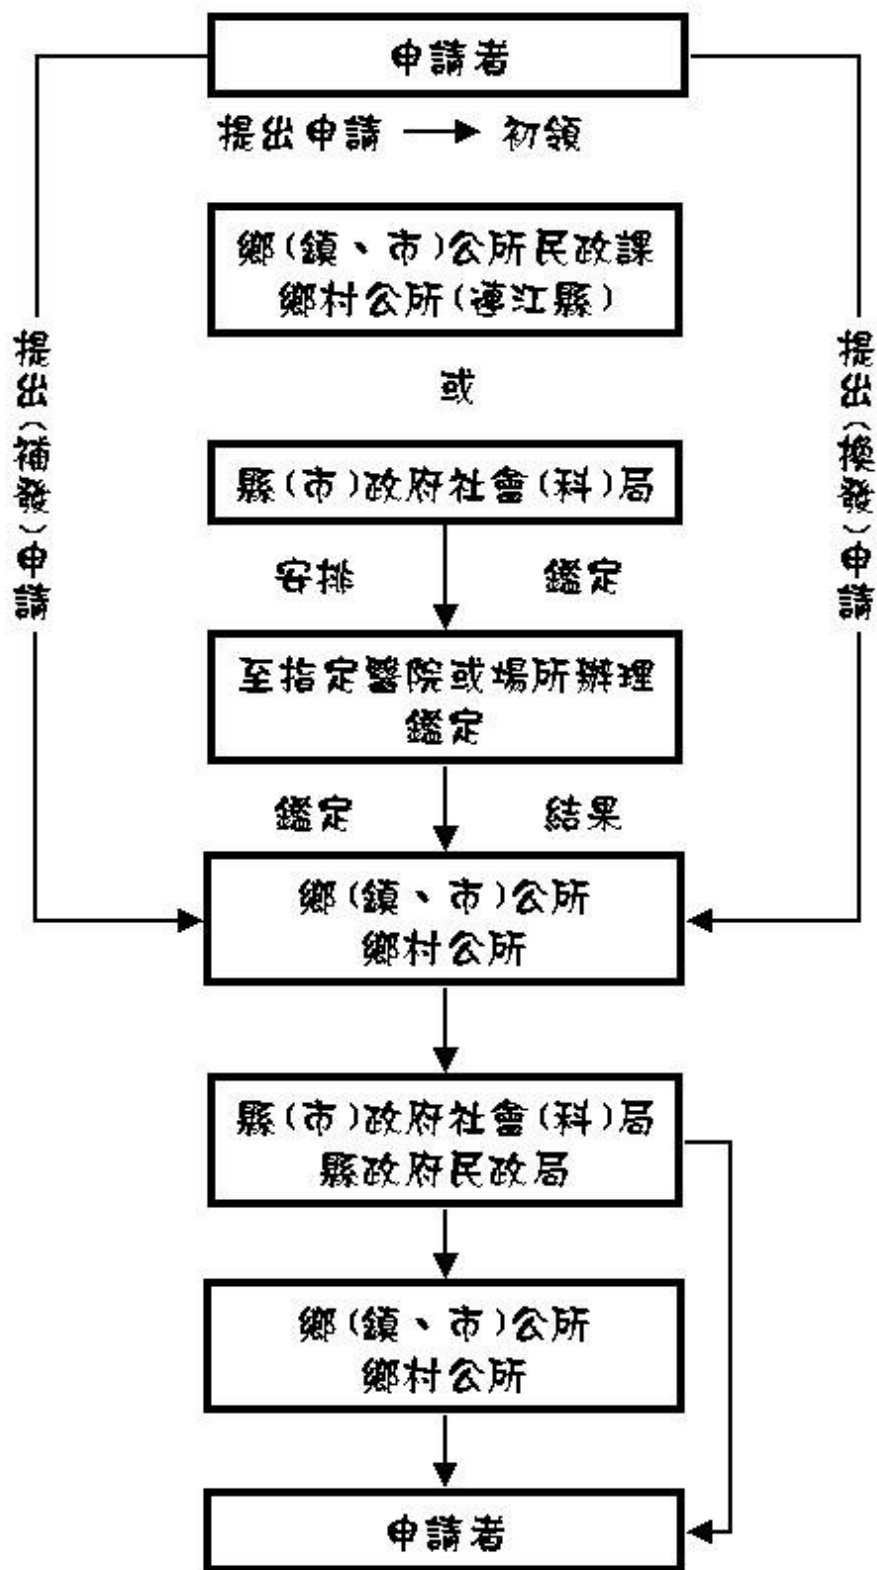 申請者
提出申請 → 初領
鄉(鎮、市)公所民政課
鄉村公所(連江縣)
或
縣(市)政府社會(科)局
提出(補發)申請
提出(換發)申請
安排 鑑定
至指定醫院或場所辦理
鑑定
鑑定 結果
鄉(鎮、市)公所
鄉村公所
縣(市)政府社會(科)局
縣政府民政局
鄉(鎮、市)公所
鄉村公所
申請者